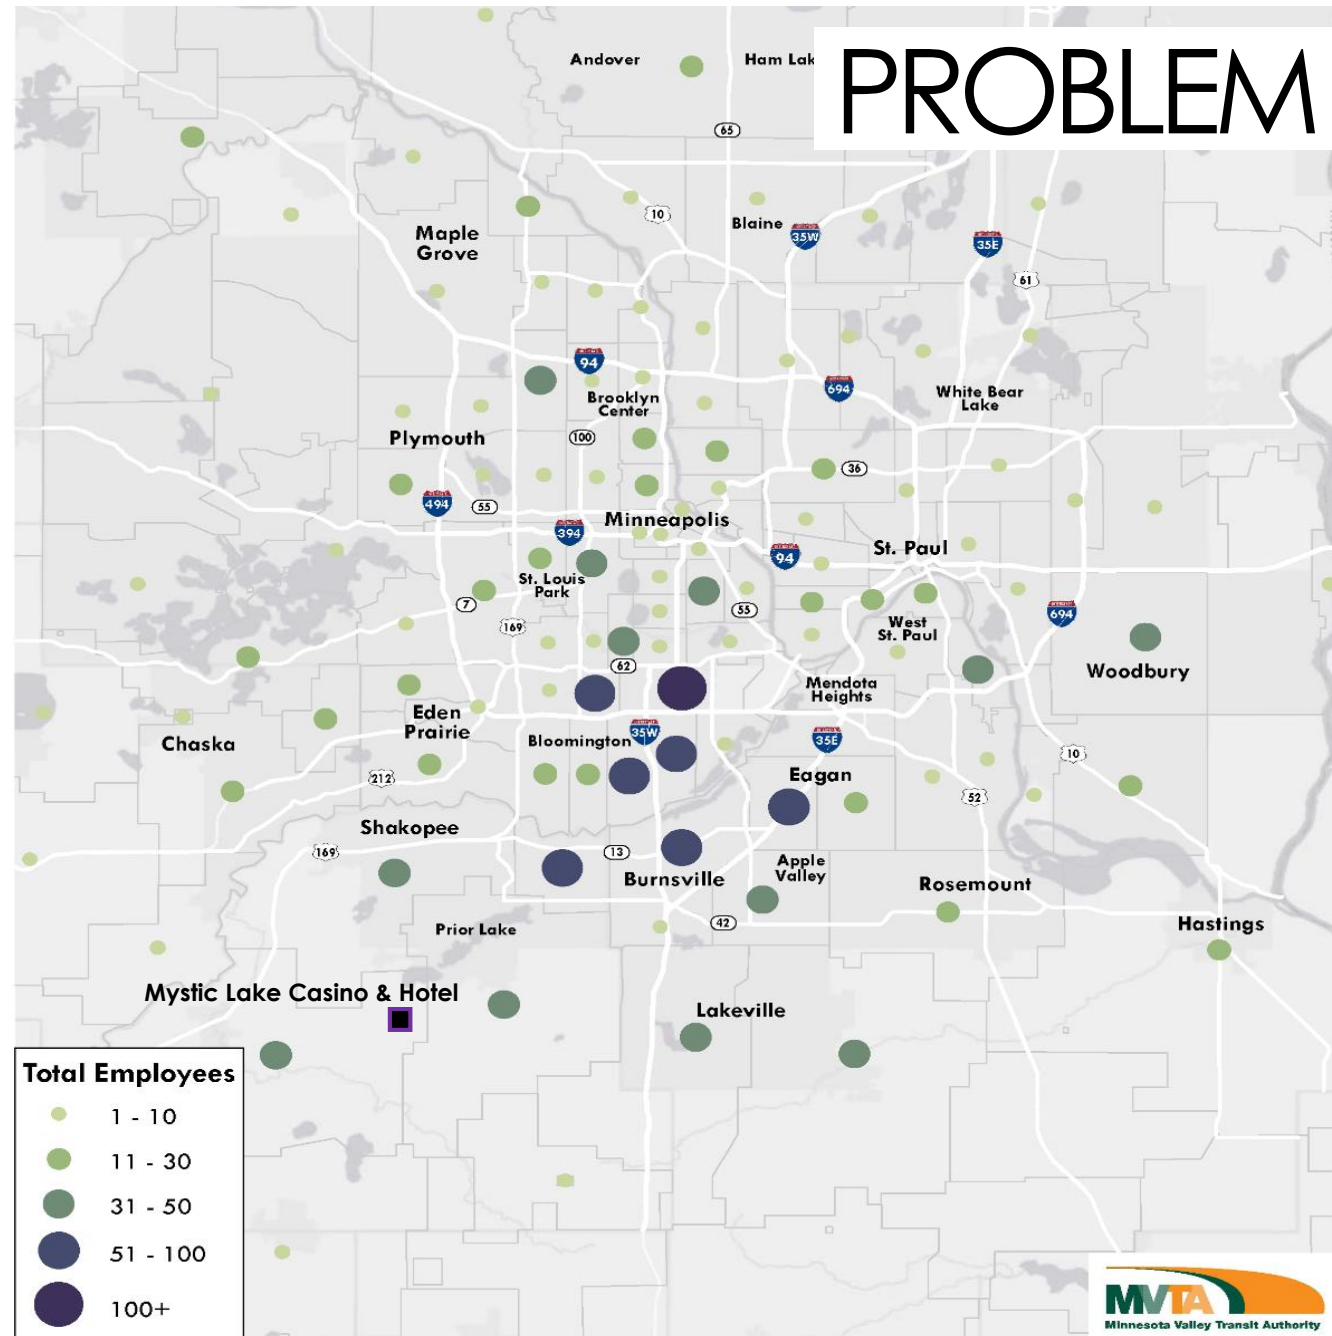 PROBLEM
Andover
Ham Lak
65
10
Blaine
35W
35E
Maple
Grove
61
94
694
Brooklyn
Center
White Bear
Lake
Plymouth
100
36
494
55
Minneapolis
394
St. Paul
94
St. Louis
Park
7
55
169
694
West
St. Paul
62
Woodbury
Mendota
Heights
Eden
Prairie
Chaska
Bloomington
35W
35E
10
212
Eagan
52
Shakopee
169
13
Burnsville
Apple
Valley
Rosemount
42
Hastings
Prior Lake
Mystic Lake Casino & Hotel
Lakeville
Total Employees
1 - 10
11 - 30
31 - 50
51 - 100
100+
MVTA
Minnesota Valley Transit Authority